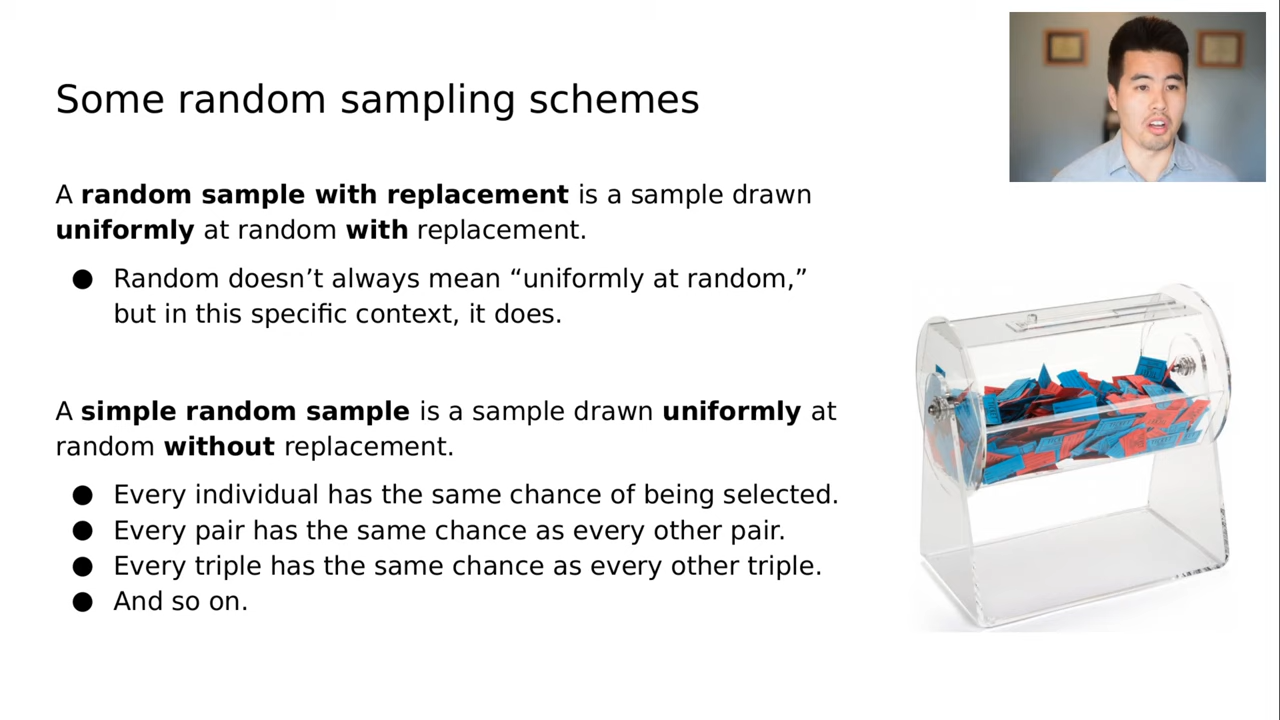 Some random sampling schemes
A random sample with replacement is a sample drawn
uniformly at random with replacement.
● Random doesn’t always mean “uniformly at random,”
but in this specific context, it does.
A simple random sample is a sample drawn uniformly at
random without replacement.
● Every individual has the same chance of being selected.
● Every pair has the same chance as every other pair.
● Every triple has the same chance as every other triple.
● And so on.